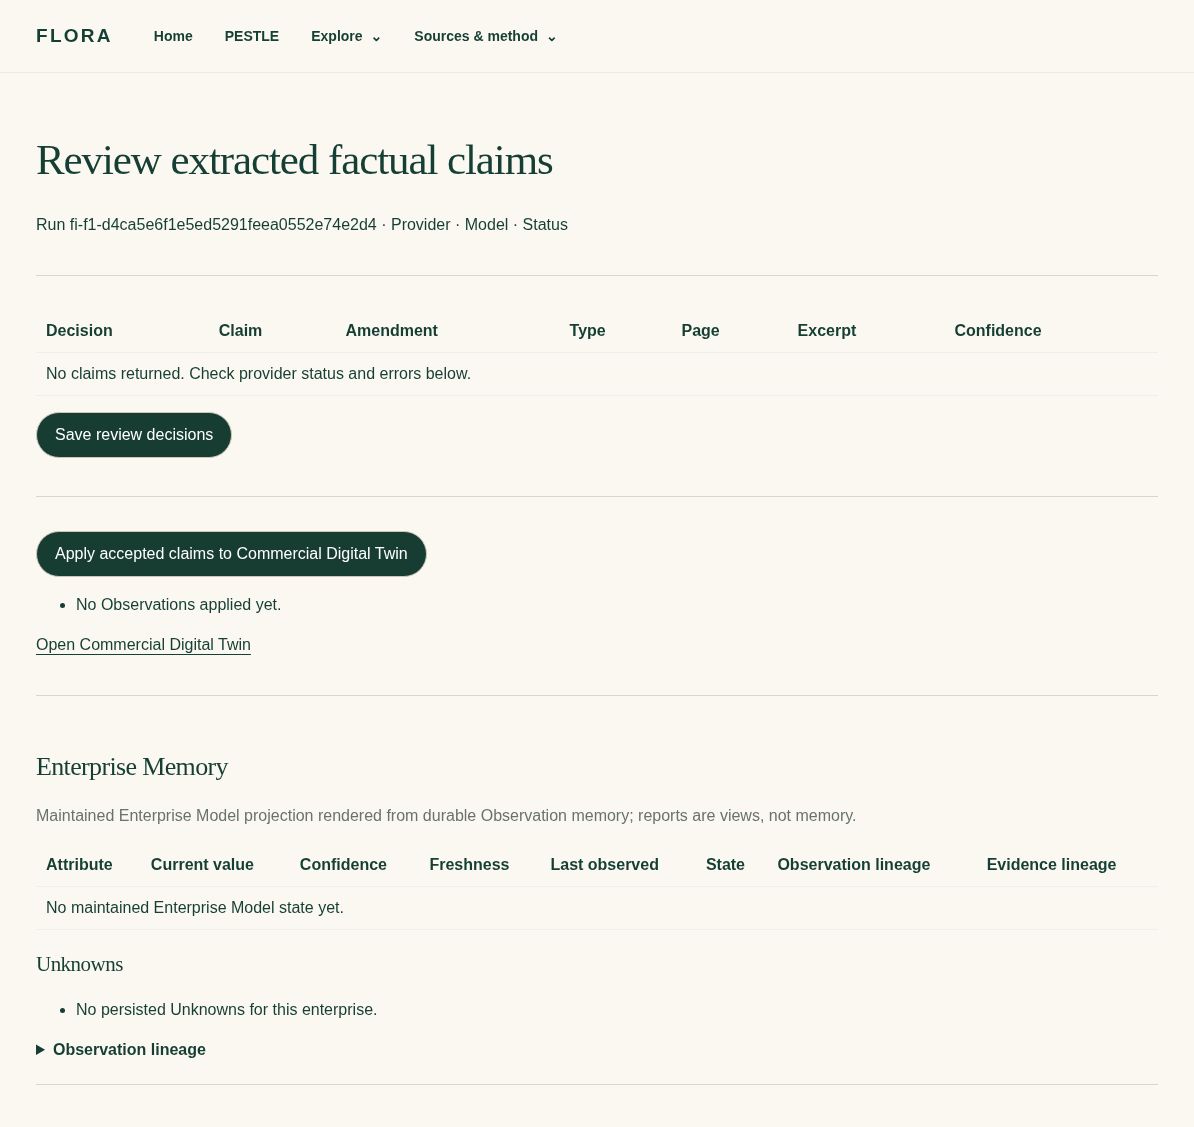 FLORA Home PESTLE Explore Sources & method
Review extracted factual claims
Run fi-f1-d4ca5e6f1e5ed5291feea0552e74e2d4 · Provider · Model · Status
Decision Claim Amendment Type Page Excerpt Confidence
No claims returned. Check provider status and errors below.
Save review decisions
Apply accepted claims to Commercial Digital Twin
• No Observations applied yet.
Open Commercial Digital Twin
Enterprise Memory
Maintained Enterprise Model projection rendered from durable Observation memory; reports are views, not memory.
Attribute Current value Confidence Freshness Last observed State Observation lineage Evidence lineage
No maintained Enterprise Model state yet.
Unknowns
• No persisted Unknowns for this enterprise.
Observation lineage